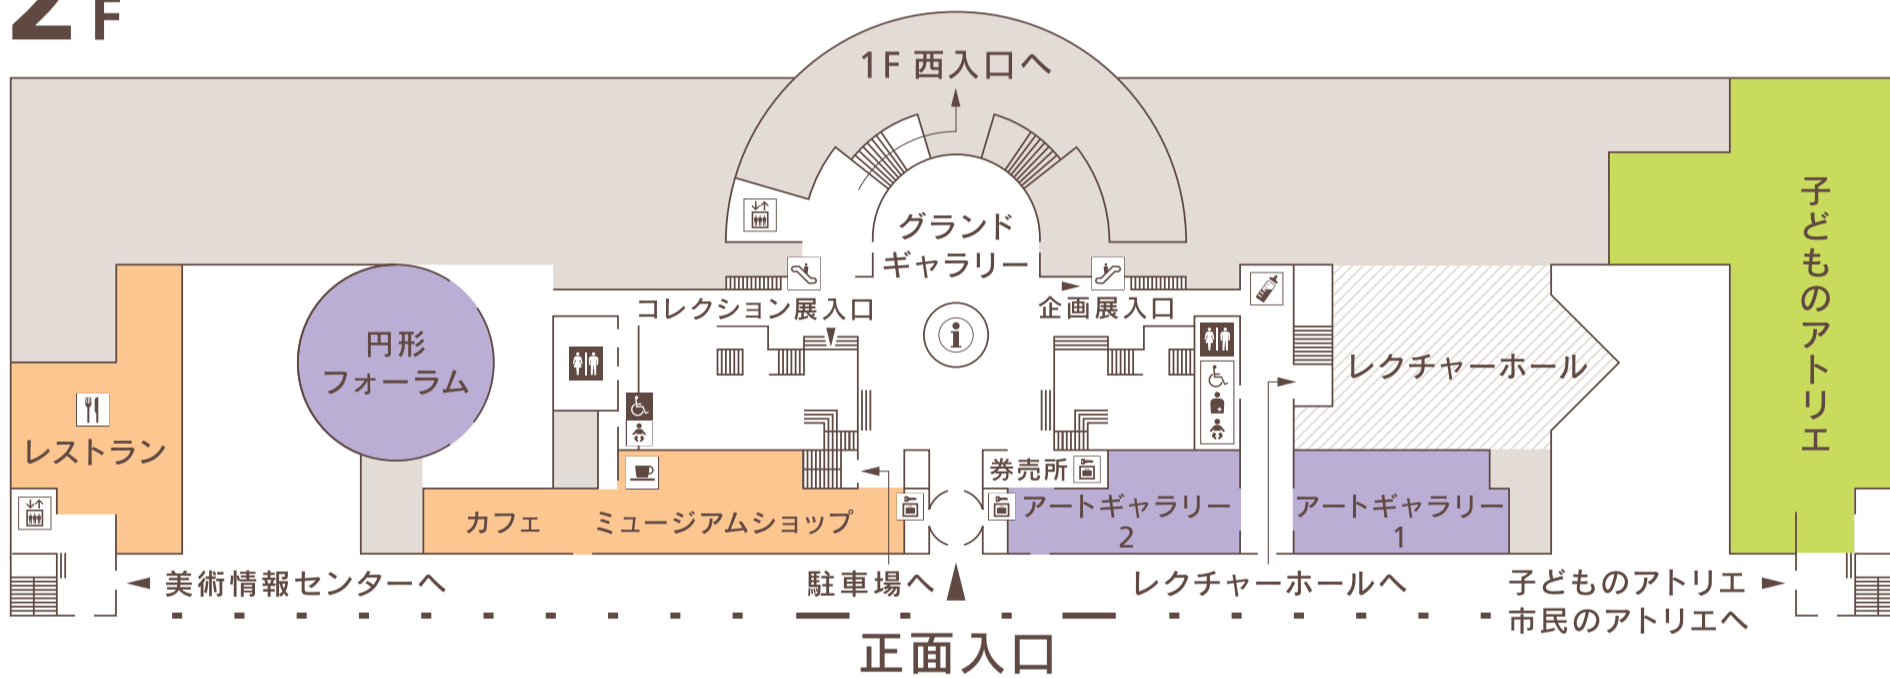 2F
1F 西入口へ
グランド
ギャラリー
コレクション展入口
企画展入口
i
円形
フォーラム
レストラン
レクチャーホール
子どものアトリエ
券売所
カフェ
ミュージアムショップ
アートギャラリー
2
アートギャラリー
1
美術情報センターへ
駐車場へ
レクチャーホールへ
子どものアトリエ
市民のアトリエへ
正面入口